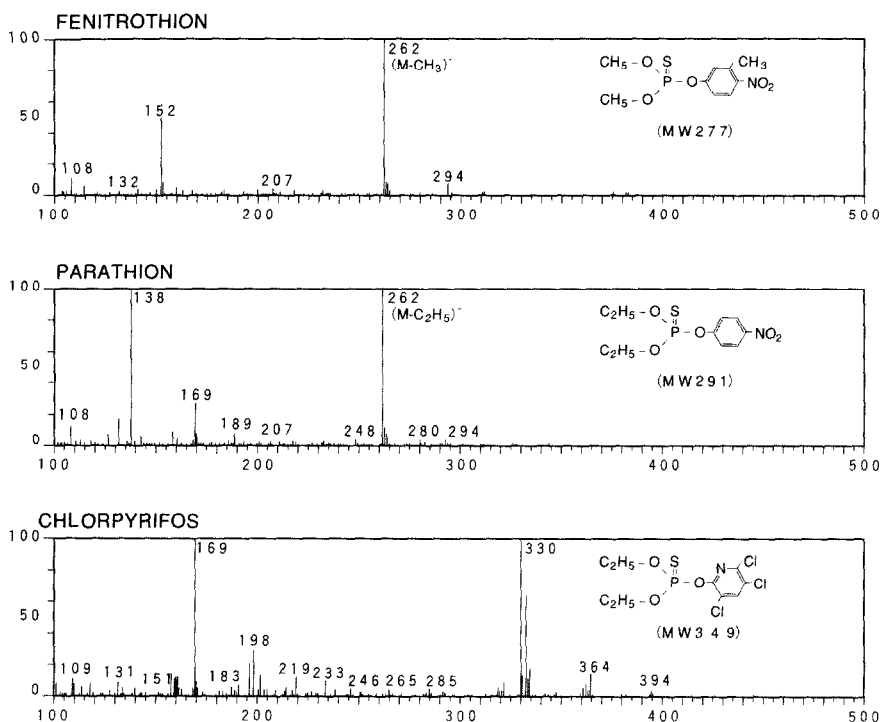 FENITROTHION
100
262
(M-CH₃)⁻
CH₅-O S CH₃
P-O- -NO₂
CH₅-O
(MW277)
152
50
108
132
207
294
0
100 200 300 400 500
PARATHION
100
138
262
(M-C₂H₅)⁻
C₂H₅-O S
P-O- -NO₂
C₂H₅-O
(MW291)
50
169
108
189
207
248
280
294
0
100 200 300 400 500
CHLORPYRIFOS
100
169
330
C₂H₅-O S N Cl
P-O- Cl
C₂H₅-O Cl
(MW349)
50
198
109
131
151
183
219
233
246
265
285
364
394
0
100 200 300 400 500